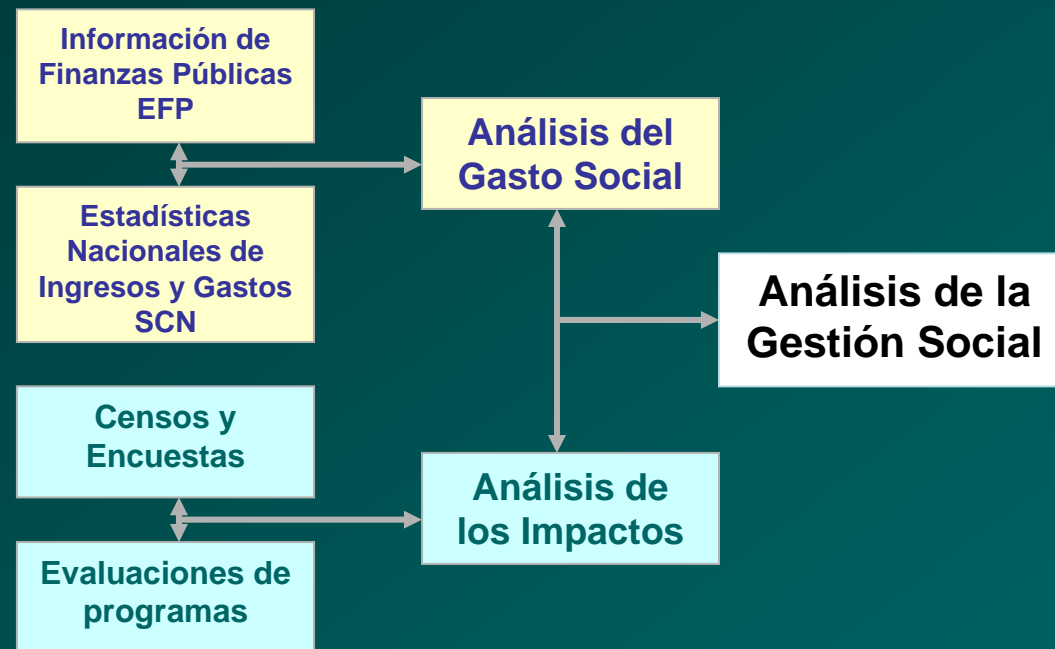 Información de
Finanzas Públicas
EFP
Análisis del
Gasto Social
Estadísticas
Nacionales de
Ingresos y Gastos
SCN
Análisis de la
Gestión Social
Censos y
Encuestas
Análisis de
los Impactos
Evaluaciones de
programas